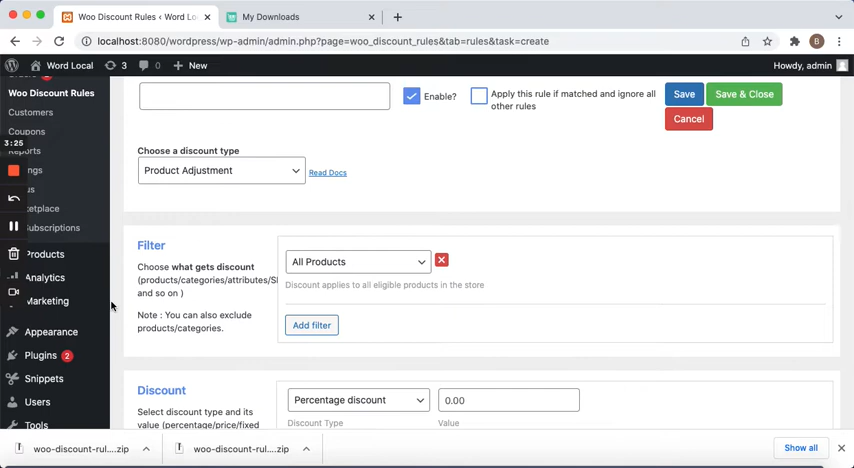 Woo Discount Rules ‹ Word Lo
My Downloads
localhost:8080/wordpress/wp-admin/admin.php?page=woo_discount_rules&tab=rules&task=create
B
Word Local
3
0
New
Howdy, admin
Woo Discount Rules
Customers
Coupons
Reports
3:25
ngs
us
etplace
ubscriptions
Products
Analytics
Marketing
Appearance
Plugins 2
Snippets
Users
Tools
Enable?
Apply this rule if matched and ignore all
other rules
Save
Save & Close
Cancel
Choose a discount type
Product Adjustment
Read Docs
Filter
Choose what gets discount
(products/categories/attributes/S
and so on )
Note : You can also exclude
products/categories.
All Products
Discount applies to all eligible products in the store
Add filter
Discount
Select discount type and its
value (percentage/price/fixed
Percentage discount
0.00
Discount Type
Value
woo-discount-rul....zip
woo-discount-rul....zip
Show all